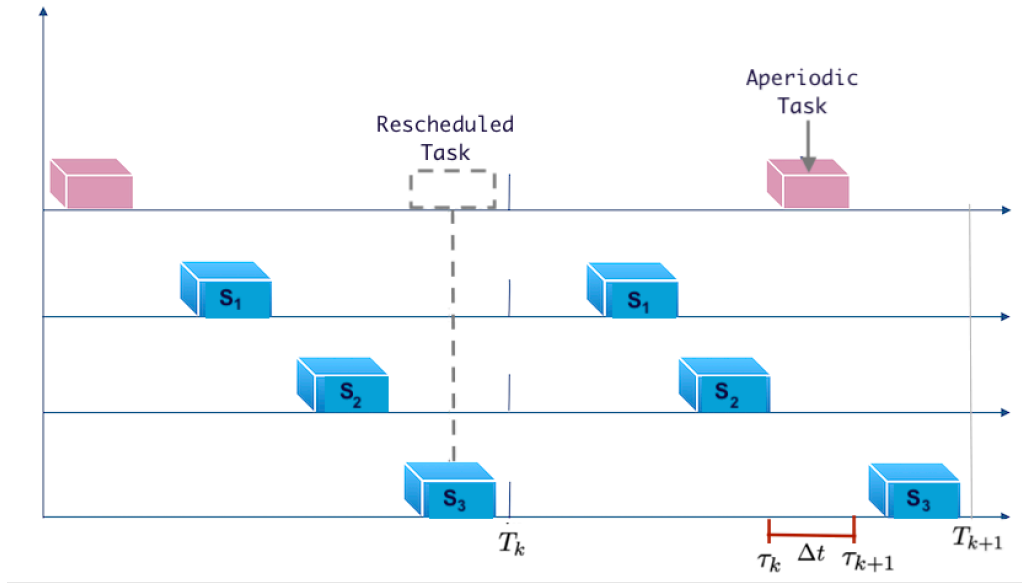 Aperiodic
Task
Rescheduled
Task
S₁
S₁
S₂
S₂
S₃
S₃
Tₖ
τₖ Δt τₖ₊₁
Tₖ₊₁